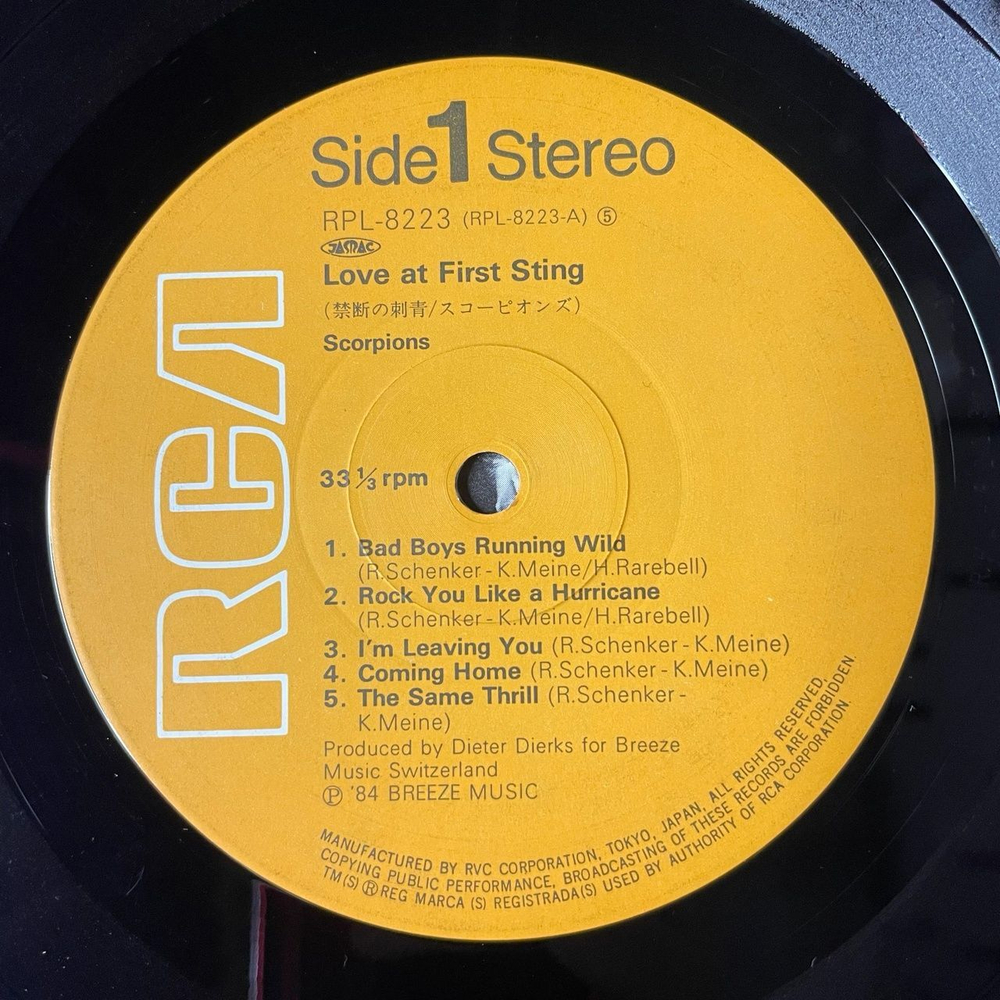 Side 1 Stereo
RPL-8223 (RPL-8223-A) ⑤
JASRAC
Love at First Sting
(禁断の刺青/スコーピオンズ)
Scorpions
RCA
33 1/3 rpm
1. Bad Boys Running Wild
(R.Schenker-K.Meine/H.Rarebell)
2. Rock You Like a Hurricane
(R.Schenker-K.Meine/H.Rarebell)
3. I'm Leaving You (R.Schenker-K.Meine)
4. Coming Home (R.Schenker-K.Meine)
5. The Same Thrill (R.Schenker-
K.Meine)
Produced by Dieter Dierks for Breeze
Music Switzerland
Ⓟ '84 BREEZE MUSIC
MANUFACTURED BY RVC CORPORATION, TOKYO, JAPAN, ALL RIGHTS RESERVED,
COPYING PUBLIC PERFORMANCE, BROADCASTING OF THESE RECORDS ARE FORBIDDEN.
TM(S) ® REG MARCA (S) REGISTRADA(S) USED BY AUTHORITY OF RCA CORPORATION.